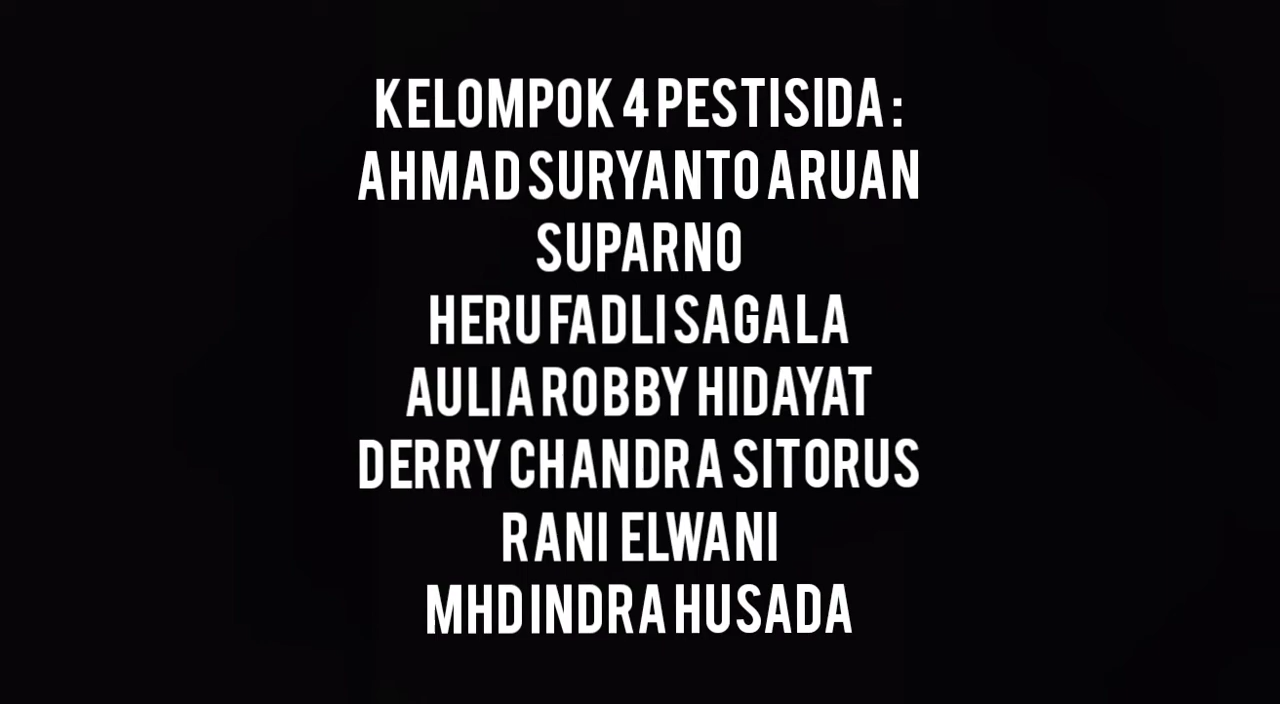 KELOMPOK 4 PESTISIDA :
AHMAD SURYANTO ARUAN
SUPARNO
HERU FADLI SAGALA
AULIA ROBBY HIDAYAT
DERRY CHANDRA SITORUS
RANI ELWANI
MHD INDRA HUSADA